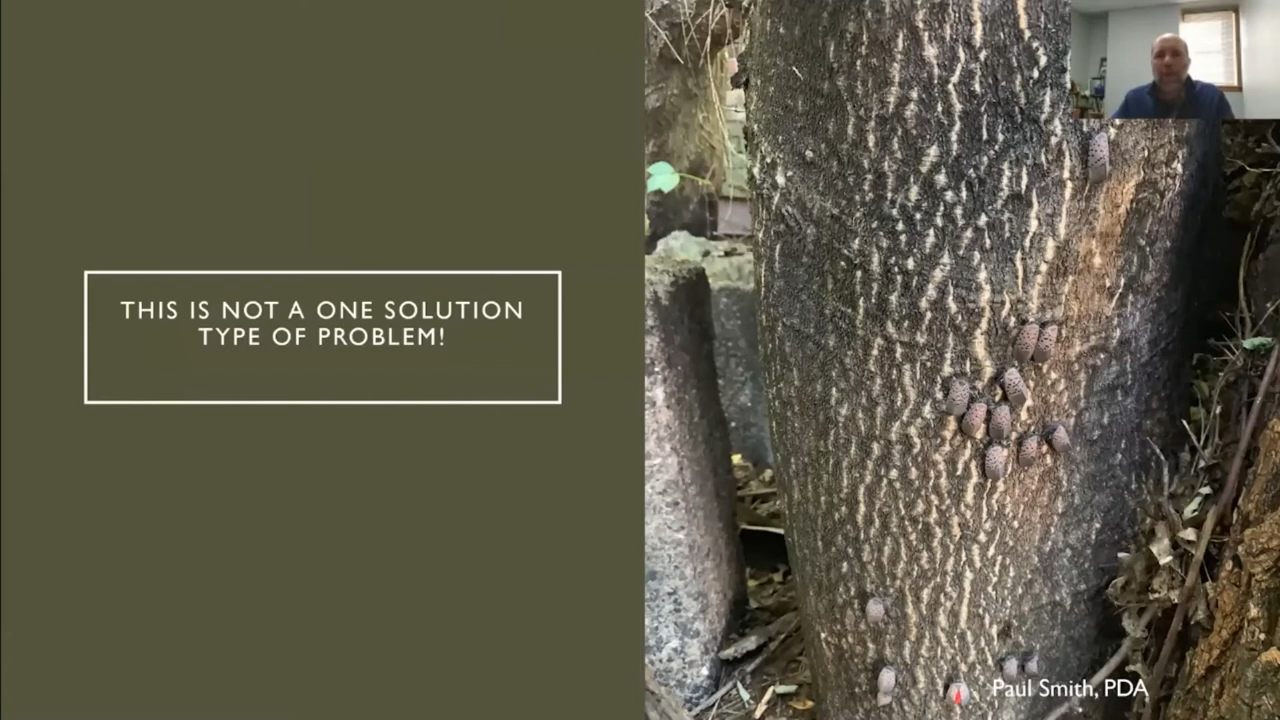 THIS IS NOT A ONE SOLUTION
TYPE OF PROBLEM!
Paul Smith, PDA